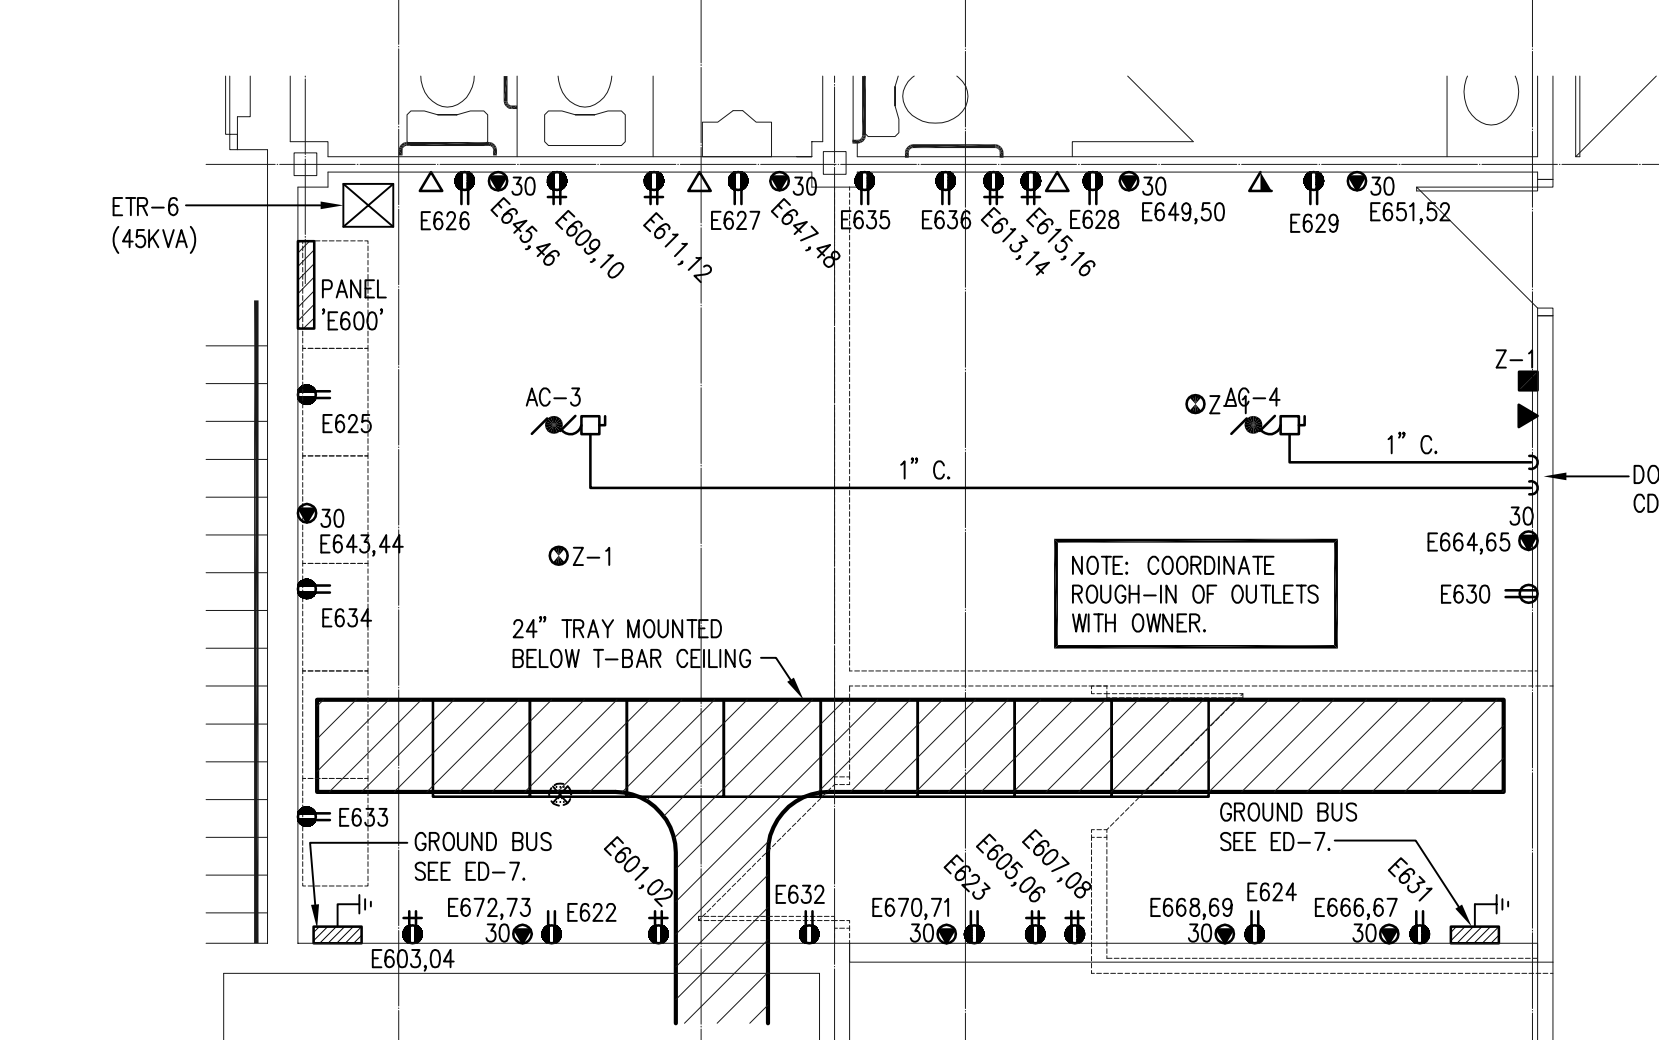 ETR-6
(45KVA)
E626
30
E645,46
E609,10
E611,12
E627
30
E647,48
E635
E636
E613,14
E615,16
E628
30
E649,50
E629
30
E651,52
PANEL
'E600'
E625
AC-3
Z-1
AC-4
Z-1
1" C.
1" C.
30
E643,44
Z-1
30
E664,65
E634
E630
NOTE: COORDINATE
ROUGH-IN OF OUTLETS
WITH OWNER.
24" TRAY MOUNTED
BELOW T-BAR CEILING
E633
GROUND BUS
SEE ED-7.
E601,02
E632
E623
E605,06
E607,08
GROUND BUS
SEE ED-7.
E631
E603,04
E672,73
30
E622
E670,71
30
E668,69
30
E624
E666,67
30